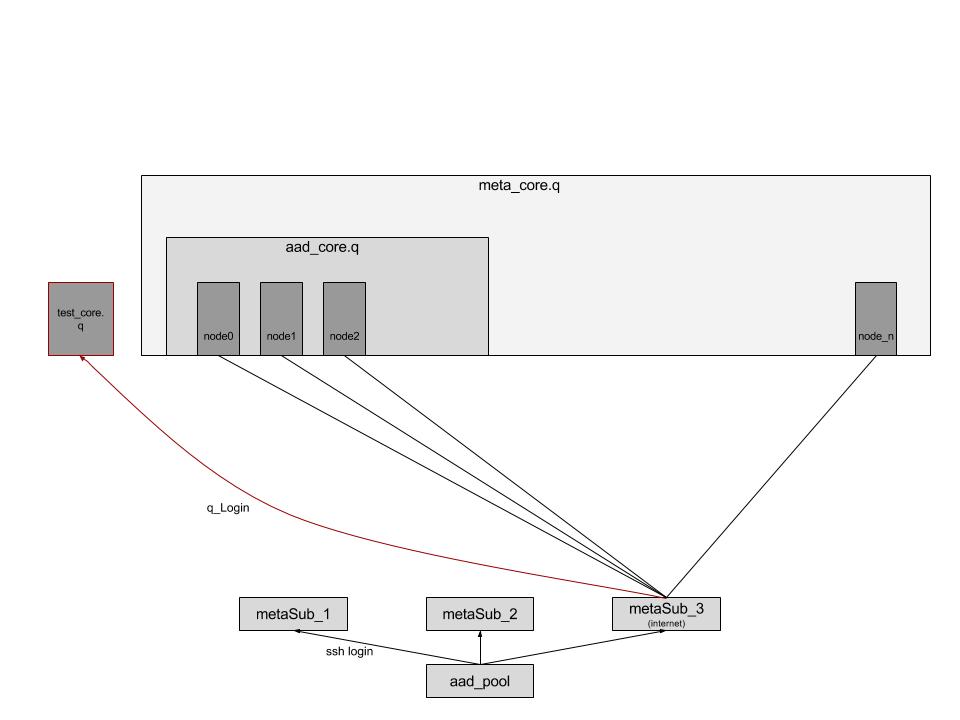 meta_core.q
aad_core.q
test_core.
q
node0
node1
node2
node_n
q_Login
metaSub_1
metaSub_2
metaSub_3
(internet)
ssh login
aad_pool